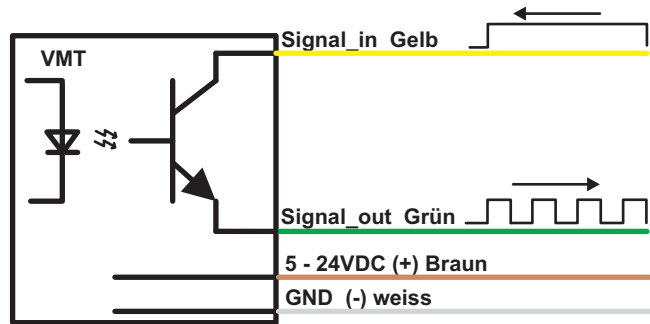 Signal_in Gelb
VMT
Signal_out Grün
5 - 24VDC (+) Braun
GND (-) weiss